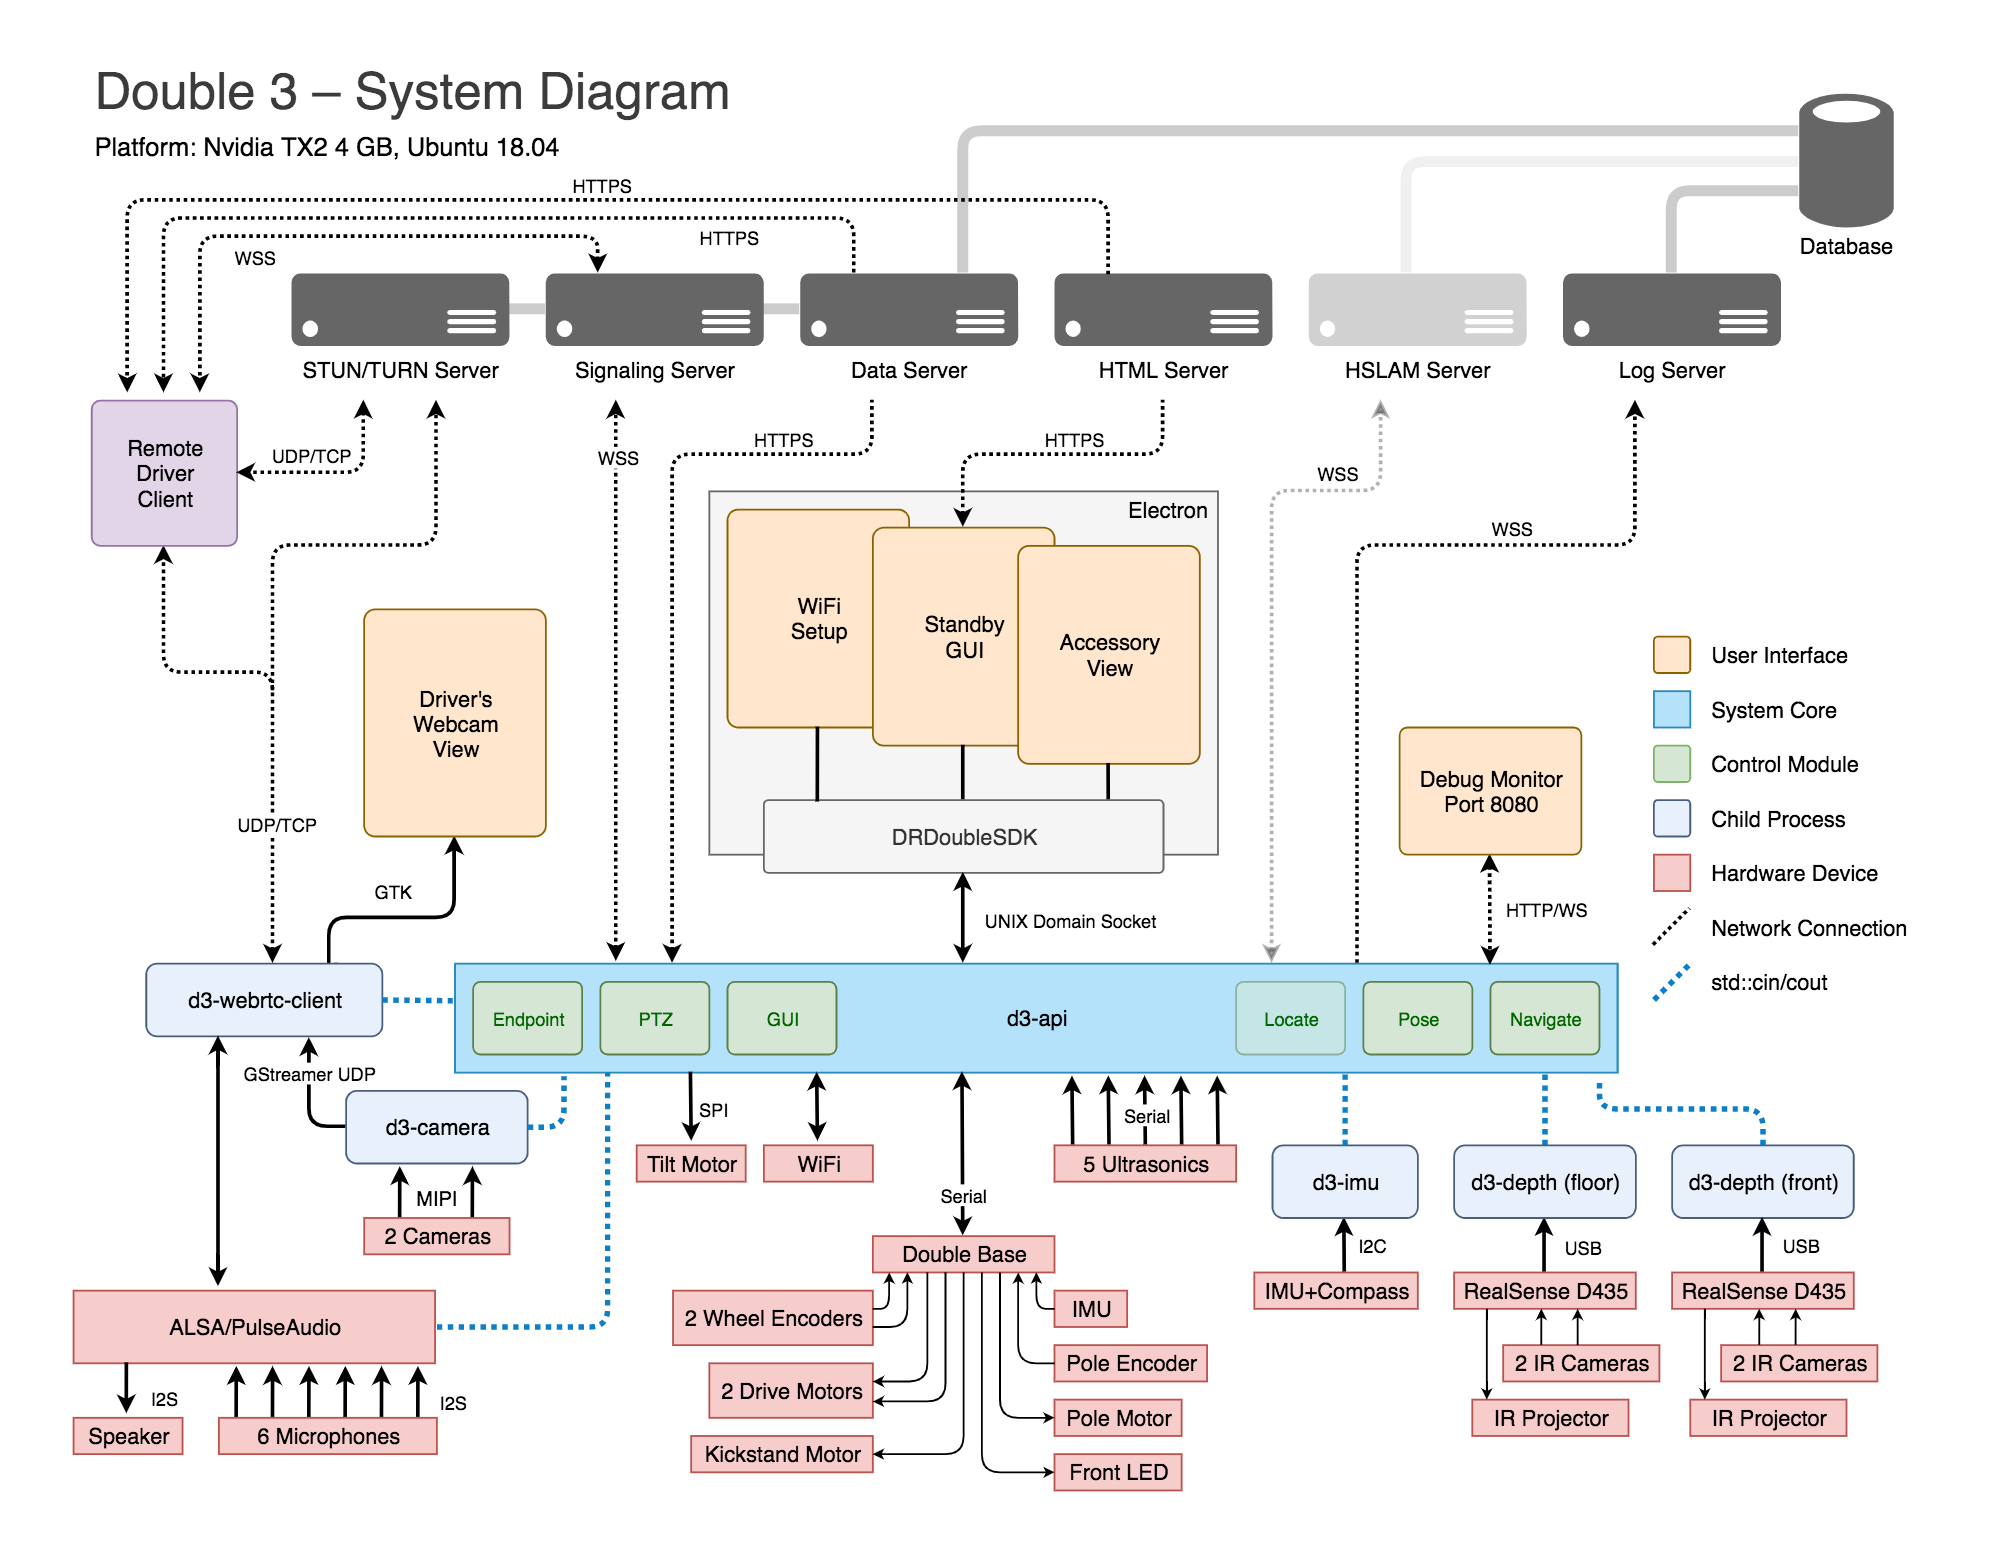 Double 3 – System Diagram
Platform: Nvidia TX2 4 GB, Ubuntu 18.04
HTTPS
HTTPS
WSS
Database
STUN/TURN Server
Signaling Server
Data Server
HTML Server
HSLAM Server
Log Server
Remote
Driver
Client
UDP/TCP
WSS
HTTPS
HTTPS
WSS
WSS
Electron
WiFi
Setup
Standby
GUI
Accessory
View
DRDoubleSDK
Driver's
Webcam
View
UDP/TCP
GTK
UNIX Domain Socket
Debug Monitor
Port 8080
HTTP/WS
User Interface
System Core
Control Module
Child Process
Hardware Device
Network Connection
std::cin/cout
d3-webrtc-client
Endpoint
PTZ
GUI
d3-api
Locate
Pose
Navigate
GStreamer UDP
d3-camera
MIPI
2 Cameras
SPI
Tilt Motor
WiFi
Serial
Serial
5 Ultrasonics
d3-imu
d3-depth (floor)
d3-depth (front)
I2C
USB
USB
IMU+Compass
RealSense D435
RealSense D435
2 IR Cameras
2 IR Cameras
IR Projector
IR Projector
Double Base
2 Wheel Encoders
IMU
Pole Encoder
2 Drive Motors
Pole Motor
Kickstand Motor
Front LED
ALSA/PulseAudio
I2S
I2S
Speaker
6 Microphones